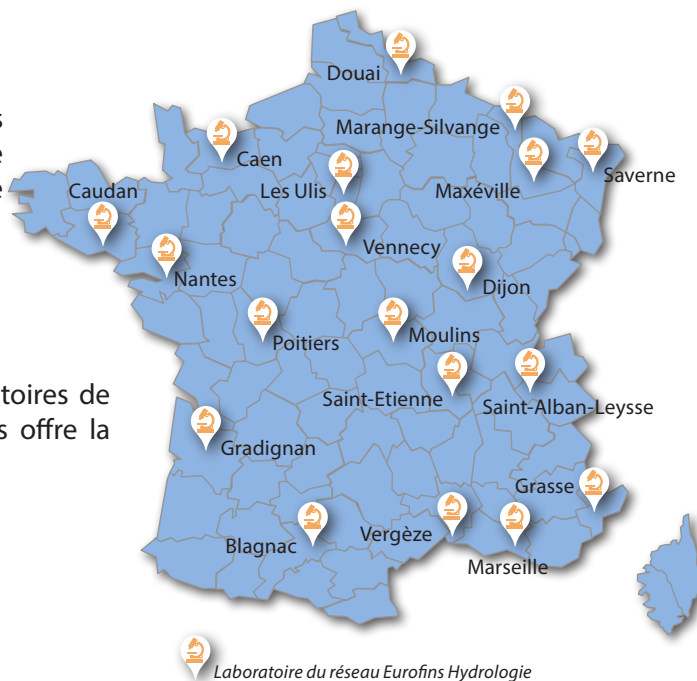 Douai
s
Marange-Silvange
e
Caen
e
Caudan
Les Ulis
Maxéville
Saverne
Vennecy
Nantes
Dijon
Poitiers
Moulins
toires de
Saint-Etienne
Saint-Alban-Leysse
s offre la
Gradignan
Grasse
Vergèze
Blagnac
Marseille
Laboratoire du réseau Eurofins Hydrologie